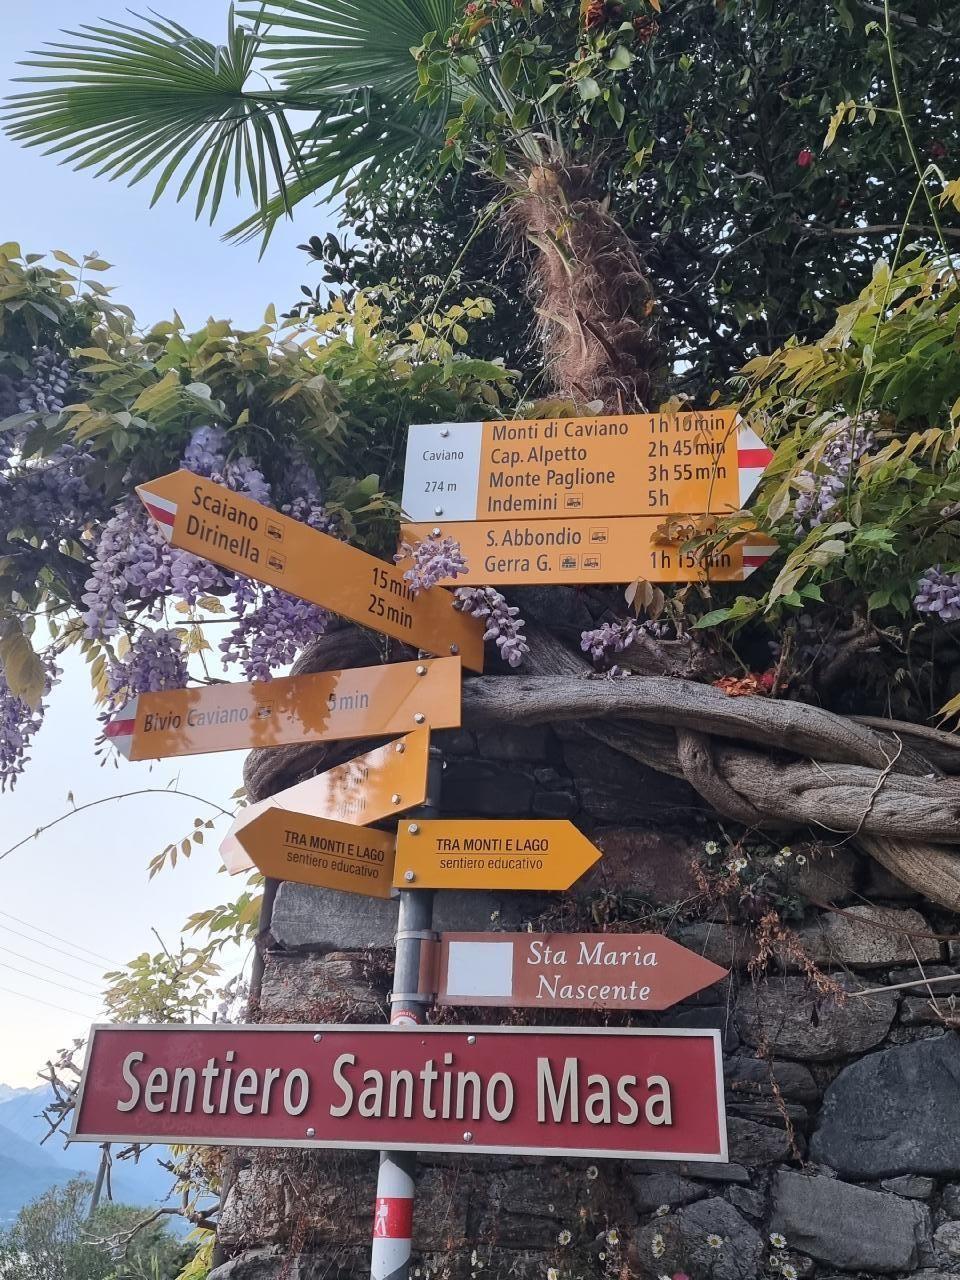 Caviano
274 m
Monti di Caviano 1h 10min
Cap. Alpetto 2h 45min
Monte Paglione 3h 55min
Indemini 5h
S. Abbondio
Gerra G. 1h 15min
Scaiano
Dirinella
15min
25min
Bivio Caviano 5min
TRA MONTI E LAGO
sentiero educativo
TRA MONTI E LAGO
sentiero educativo
Sta Maria
Nascente
Sentiero Santino Masa